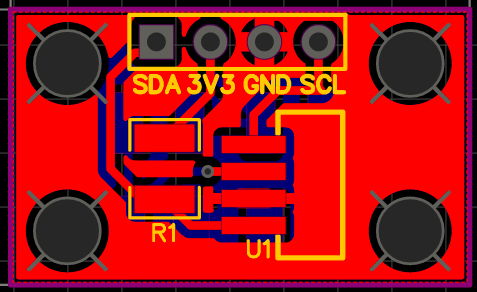 SDA 3V3 GND SCL
R1
U1